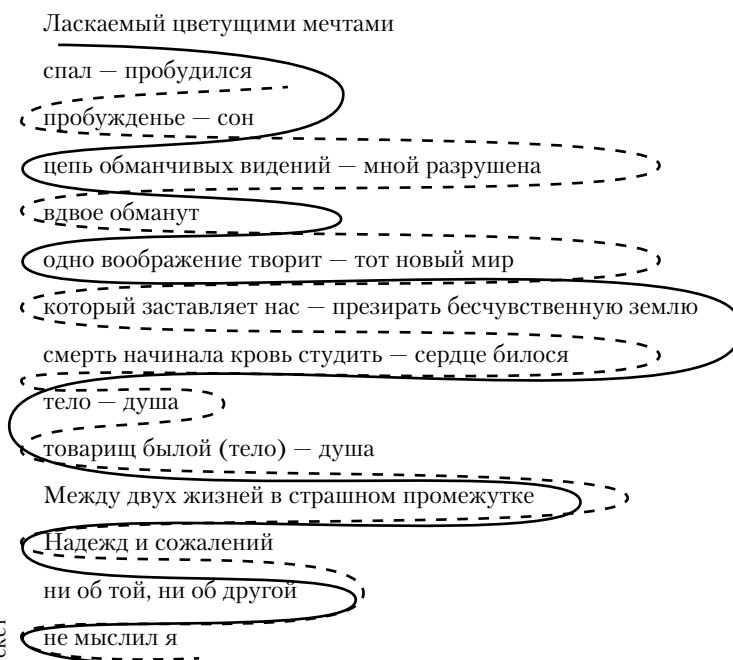 Ласкаемый цветущими мечтами
спал — пробудился
пробужденье — сон
цепь обманчивых видений — мной разрушена
вдвое обманут
одно воображение творит — тот новый мир
который заставляет нас — презирать бесчувственную землю
смерть начинала кровь студить — сердце билося
тело — душа
товарищ былой (тело) — душа
Между двух жизней в страшном промежутке
Надежд и сожалений
ни об той, ни об другой
не мыслил я